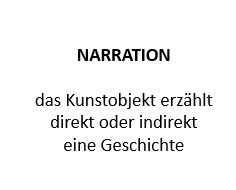 NARRATION
das Kunstobjekt erzählt
direkt oder indirekt
eine Geschichte